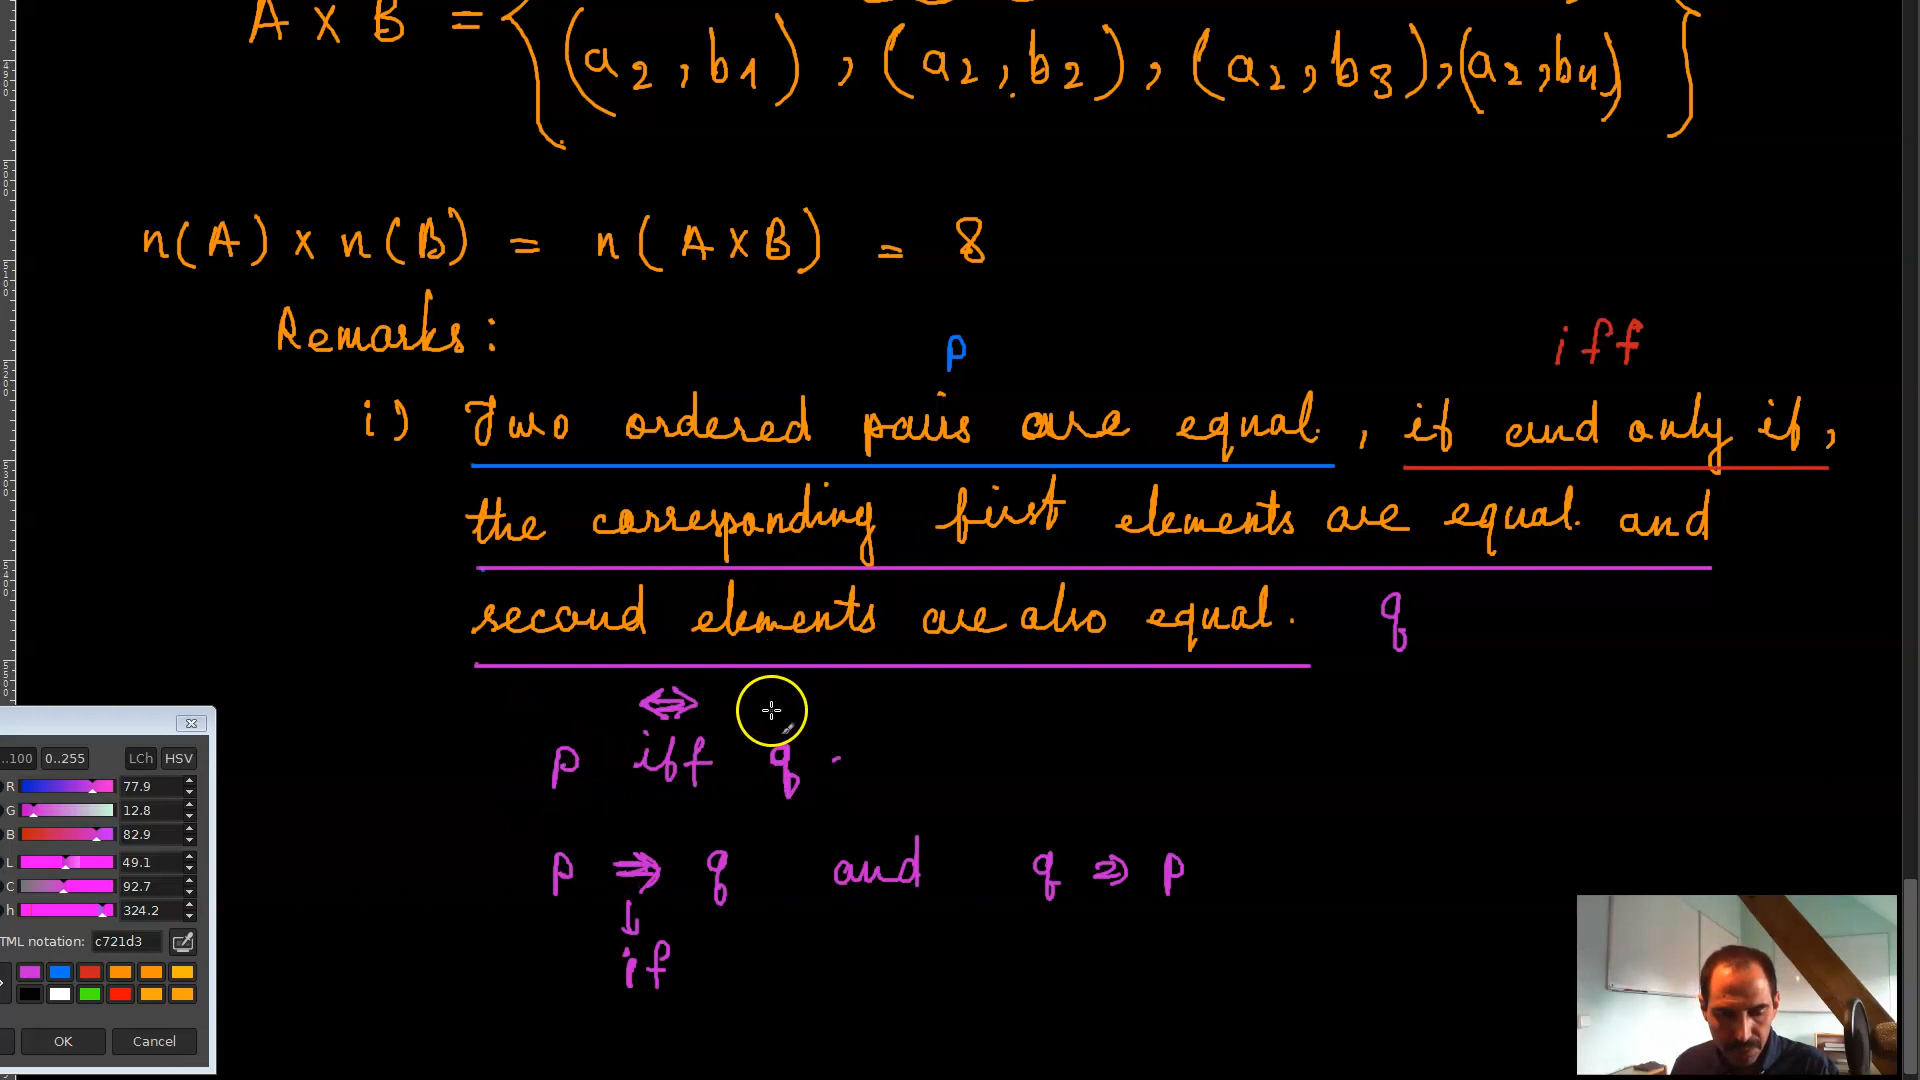 A X B = {
(a2, b1), (a2, b2), (a2, b3), (a2, b4)}
n(A) x n(B) = n(A X B) = 8
Remarks:
p
iff
i) Two ordered pairs are equal, if and only if,
the corresponding first elements are equal and
second elements are also equal. q
⇔
p iff q.
p ⇒ q and q ⇒ p
↓
if
..100 0..255 LCh HSV
R 77.9
G 12.8
B 82.9
L 49.1
C 92.7
h 324.2
TML notation: c721d3
OK Cancel